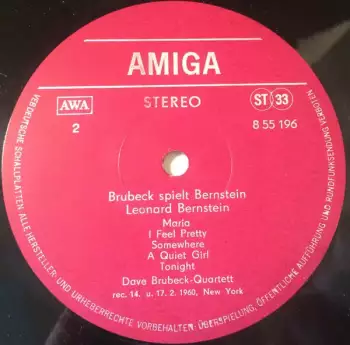 AMIGA
AWA
STEREO
ST 33
2
8 55 196
Brubeck spielt Bernstein
Leonard Bernstein
Maria
I Feel Pretty
Somewhere
A Quiet Girl
Tonight
Dave Brubeck-Quartett
rec. 14. u. 17. 2. 1960, New York
VEB DEUTSCHE SCHALLPLATTEN · ALLE HERSTELLER- UND URHEBERRECHTE VORBEHALTEN; ÜBERSPIELUNG, ÖFFENTLICHE AUFFÜHRUNG UND RUNDFUNKSENDUNG VERBOTEN